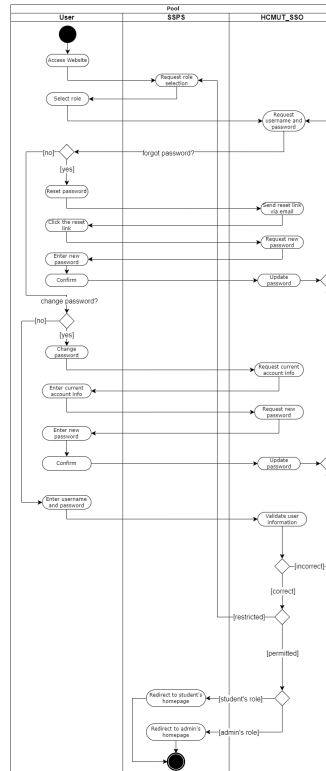 Pool
User SSPS HCMUT_SSO
Access Website
Request role
selection
Select role
Request
username and
password
forgot password?
[no]
[yes]
Reset password
Send reset link
via email
Click the reset
link
Request new
password
Enter new
password
Confirm
Update
password
change password?
[no]
[yes]
Change
password
Request current
account info
Enter current
account info
Request new
password
Enter new
password
Confirm
Update
password
Enter username
and password
Validate user
information
[incorrect]
[correct]
[restricted]
[permitted]
Redirect to student's
homepage
[student's role]
Redirect to admin's
homepage
[admin's role]